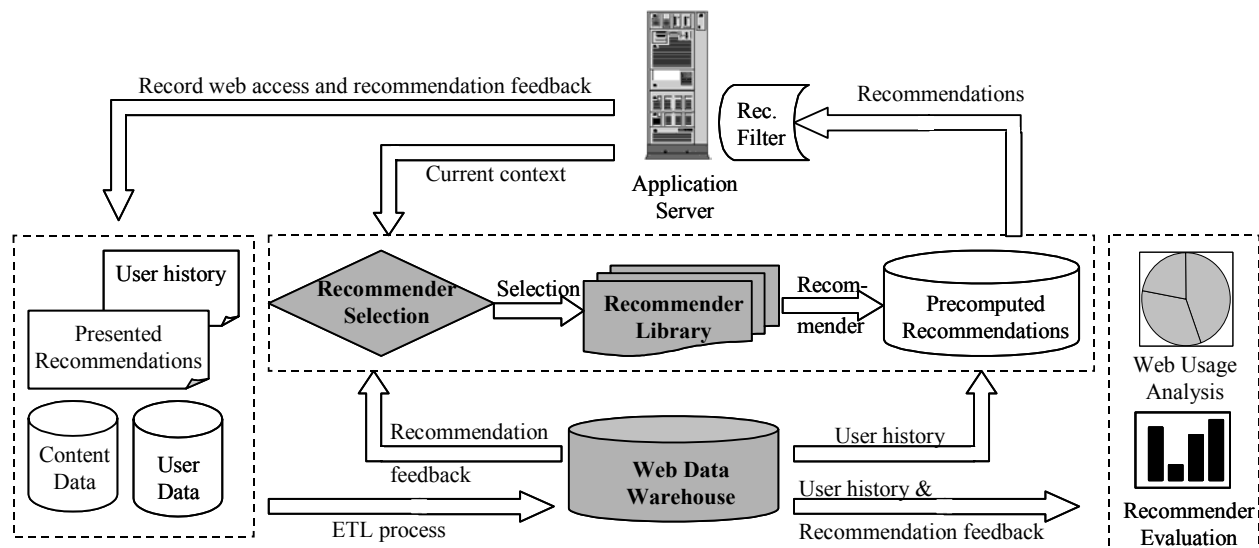 Record web access and recommendation feedback
Recommendations
Rec.
Filter
Current context
Application
Server
User history
Presented
Recommendations
Content
Data
User
Data
Recommender
Selection
Selection
Recommender
Library
Recom-
mender
Precomputed
Recommendations
Web Usage
Analysis
Recommendation
feedback
User history
Web Data
Warehouse
ETL process
User history &
Recommendation feedback
Recommender
Evaluation